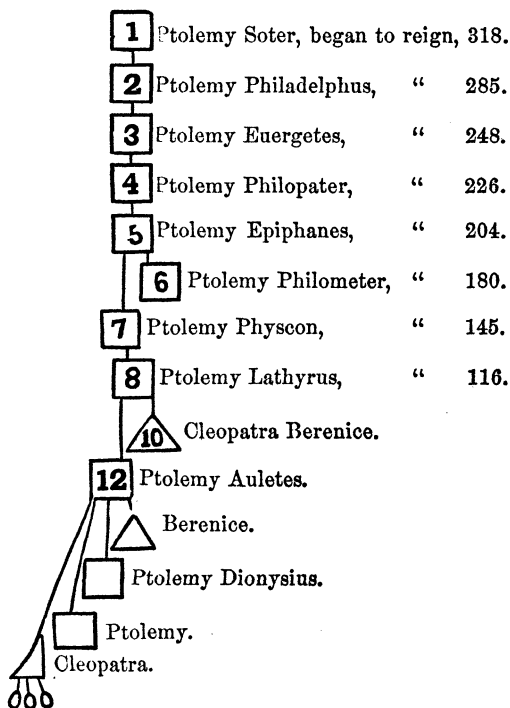 1 Ptolemy Soter, began to reign, 318.
2 Ptolemy Philadelphus, “ 285.
3 Ptolemy Euergetes, “ 248.
4 Ptolemy Philopater, “ 226.
5 Ptolemy Epiphanes, “ 204.
6 Ptolemy Philometer, “ 180.
7 Ptolemy Physcon, “ 145.
8 Ptolemy Lathyrus, “ 116.
10 Cleopatra Berenice.
12 Ptolemy Auletes.
Berenice.
Ptolemy Dionysius.
Ptolemy.
Cleopatra.